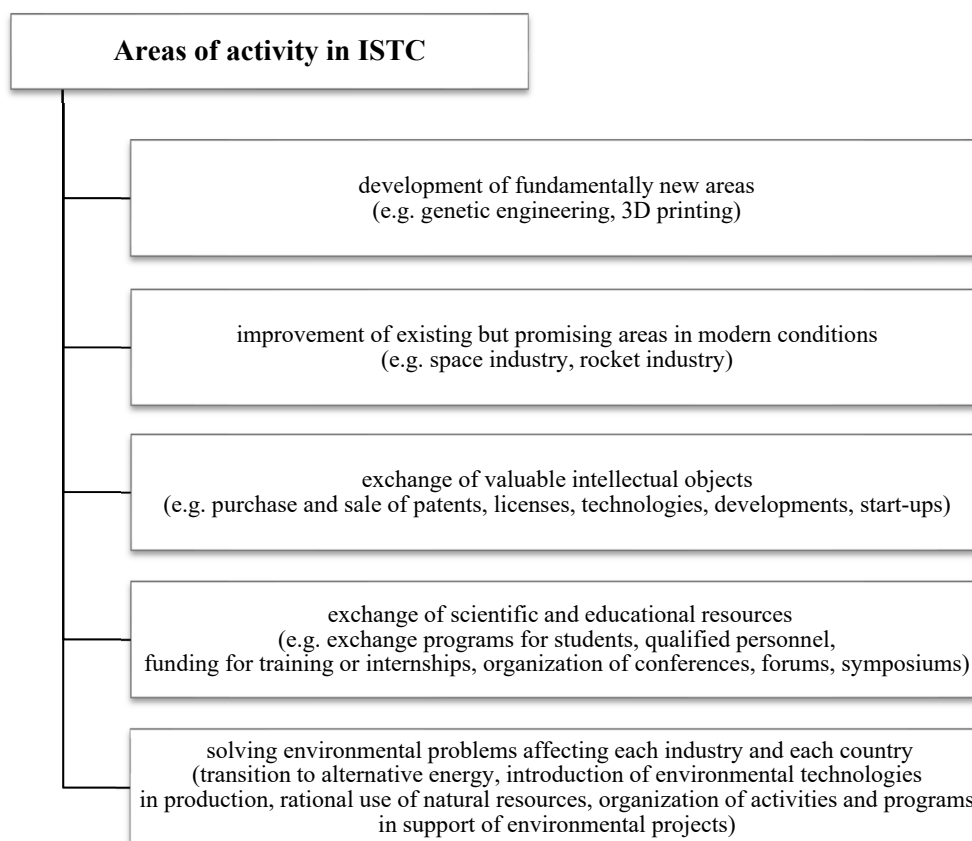 Areas of activity in ISTC
development of fundamentally new areas
(e.g. genetic engineering, 3D printing)
improvement of existing but promising areas in modern conditions
(e.g. space industry, rocket industry)
exchange of valuable intellectual objects
(e.g. purchase and sale of patents, licenses, technologies, developments, start-ups)
exchange of scientific and educational resources
(e.g. exchange programs for students, qualified personnel,
funding for training or internships, organization of conferences, forums, symposiums)
solving environmental problems affecting each industry and each country
(transition to alternative energy, introduction of environmental technologies
in production, rational use of natural resources, organization of activities and programs
in support of environmental projects)